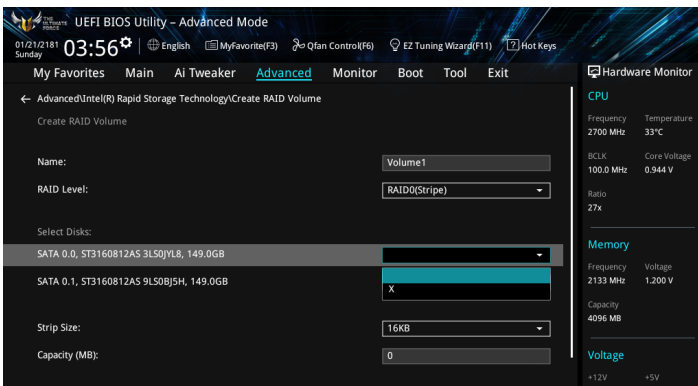 THE ULTIMATE FORCE UEFI BIOS Utility – Advanced Mode
01/21/2181 Sunday 03:56 English MyFavorite(F3) Qfan Control(F6) EZ Tuning Wizard(F11) ? Hot Keys
My Favorites Main Ai Tweaker Advanced Monitor Boot Tool Exit
Hardware Monitor
← Advanced\Intel(R) Rapid Storage Technology\Create RAID Volume
Create RAID Volume
Name: Volume1
RAID Level: RAID0(Stripe)
Select Disks:
SATA 0.0, ST3160812AS 3LS0JYL8, 149.0GB
SATA 0.1, ST3160812AS 9LS0BJ5H, 149.0GB
X
Strip Size: 16KB
Capacity (MB): 0
CPU
Frequency Temperature
2700 MHz 33°C
BCLK Core Voltage
100.0 MHz 0.944 V
Ratio
27x
Memory
Frequency Voltage
2133 MHz 1.200 V
Capacity
4096 MB
Voltage
+12V +5V